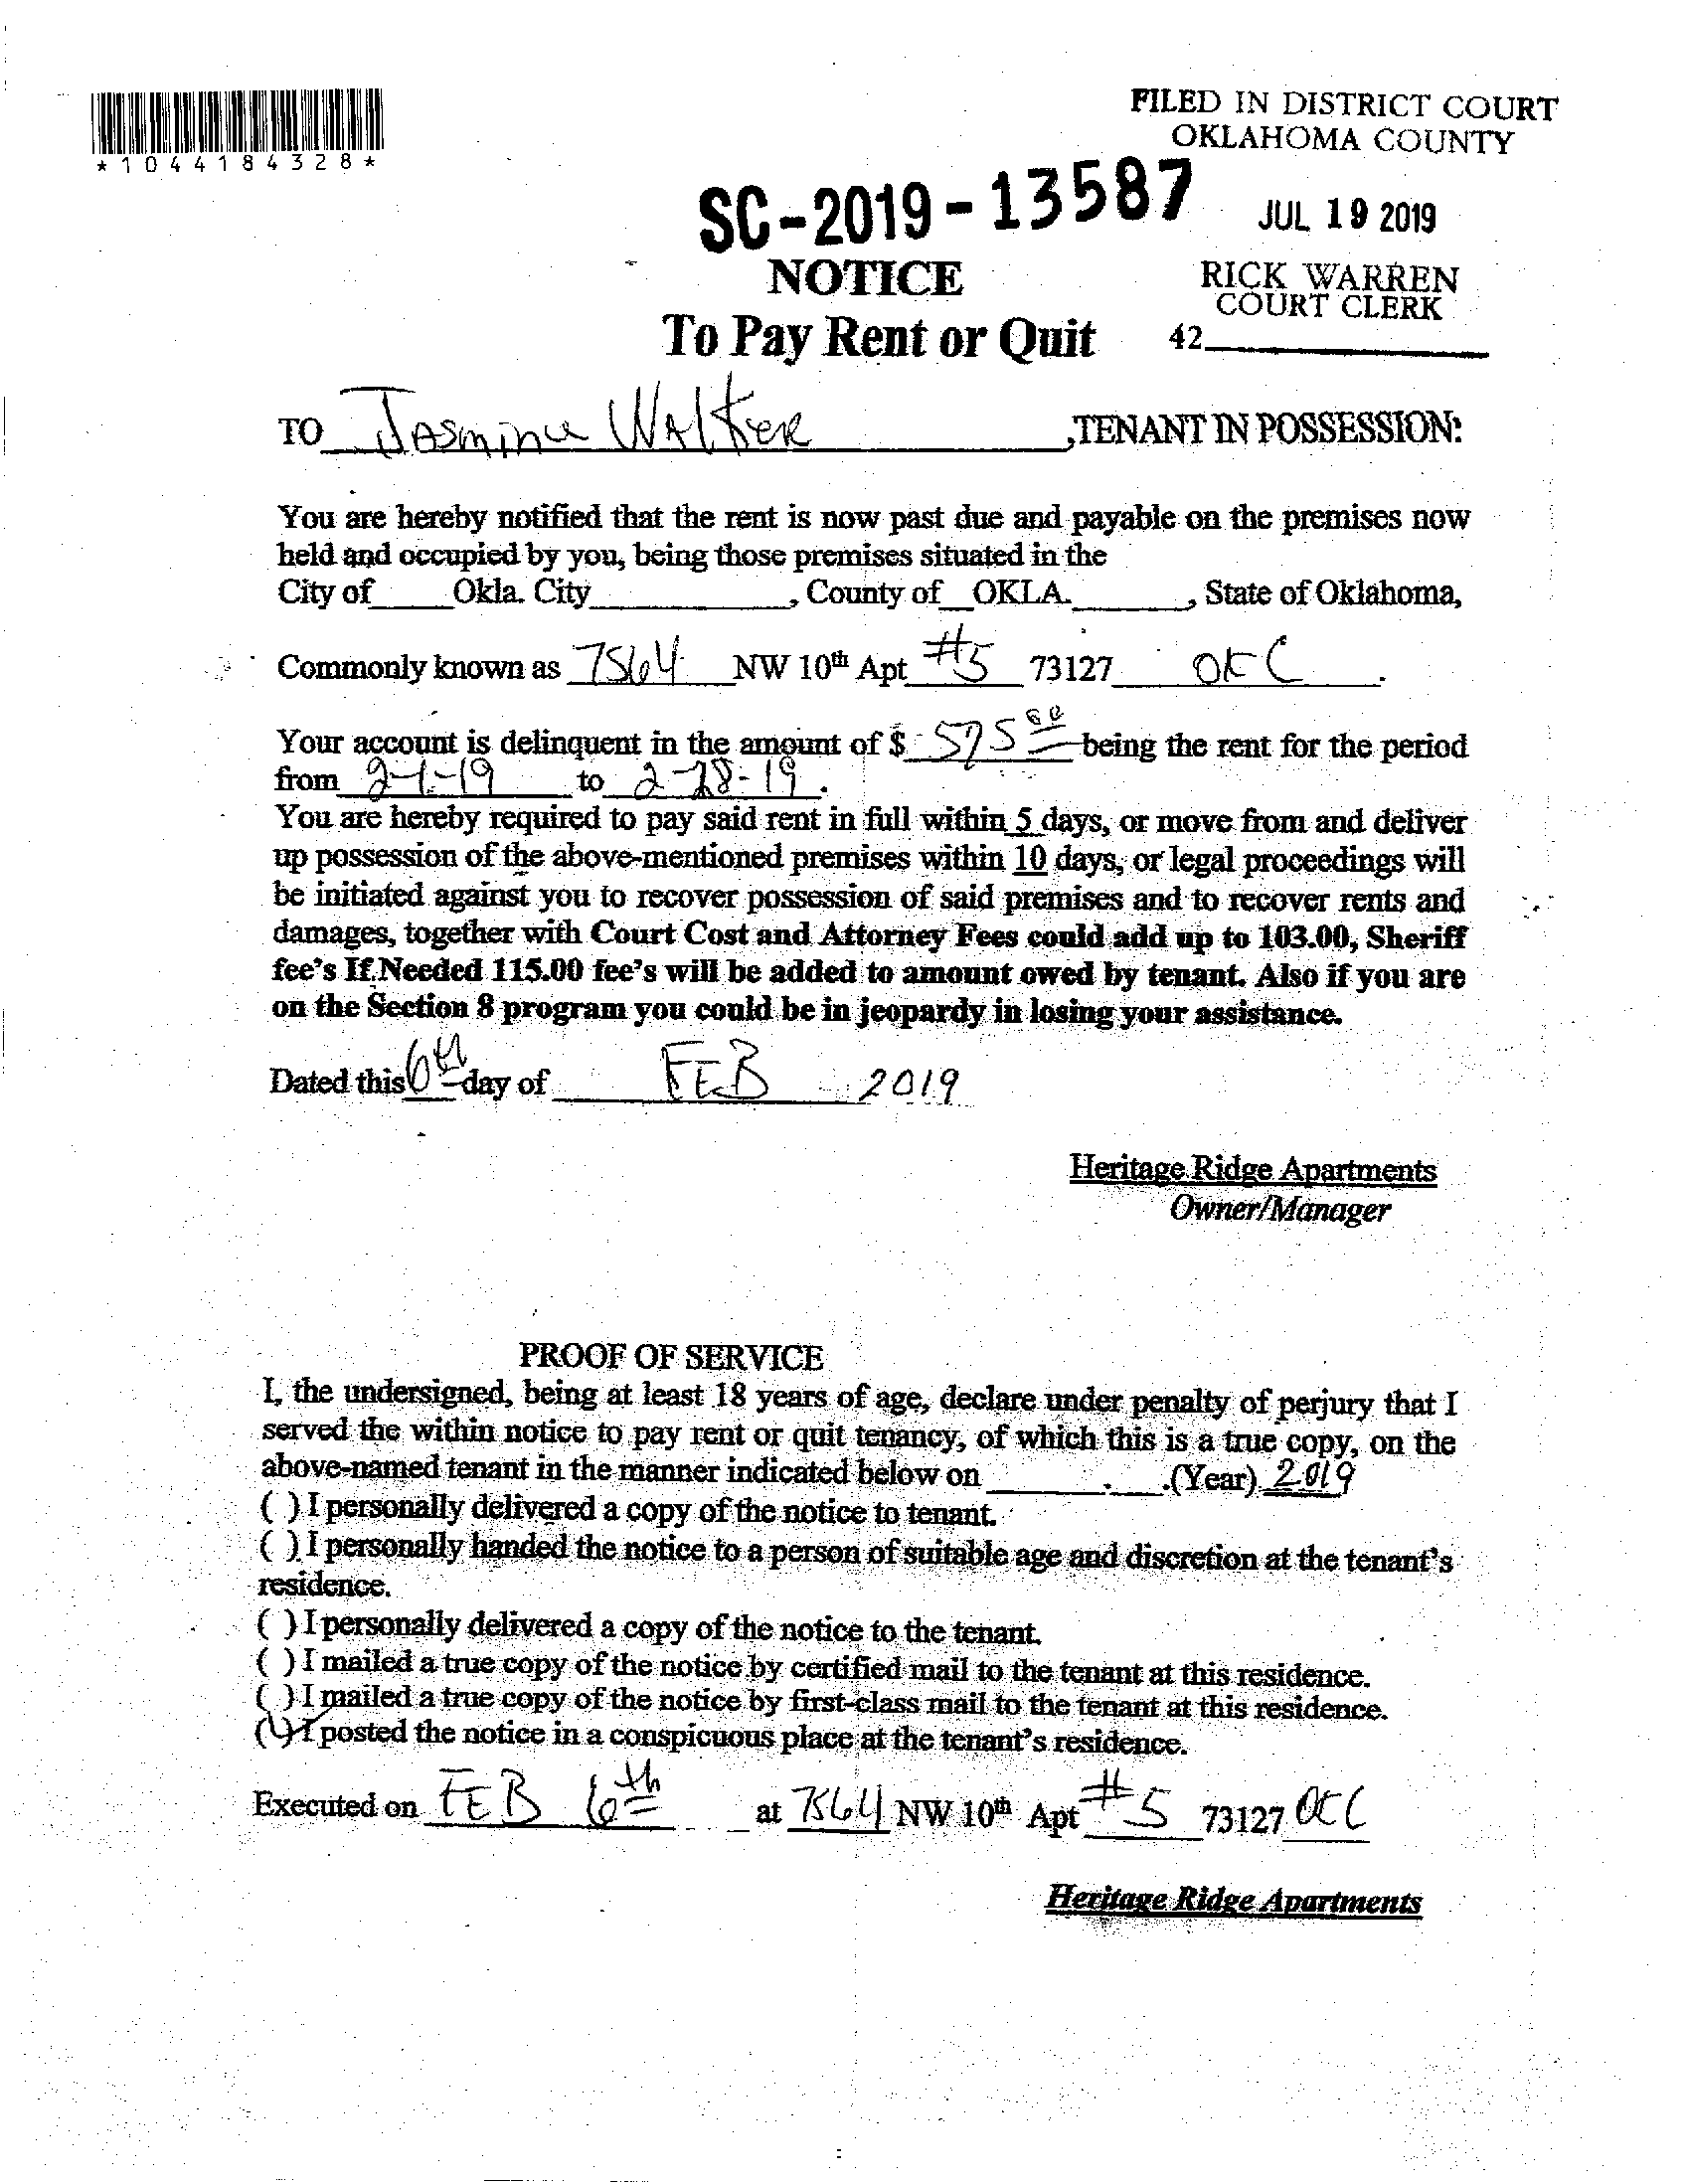 FILED IN DISTRICT COURT
OKLAHOMA COUNTY
*1044184328*
SC-2019-13587
JUL 19 2019
NOTICE
RICK WARREN
COURT CLERK
To Pay Rent or Quit
42
TO Jasmine Walker ,TENANT IN POSSESSION:
You are hereby notified that the rent is now past due and payable on the premises now
held and occupied by you, being those premises situated in the
City of Okla. City , County of OKLA. , State of Oklahoma,
Commonly known as 7564 NW 10th Apt #5 73127 OKC .
Your account is delinquent in the amount of $ 575 00 being the rent for the period
from 2-1-19 to 2-28-19 .
You are hereby required to pay said rent in full within 5 days, or move from and deliver
up possession of the above-mentioned premises within 10 days, or legal proceedings will
be initiated against you to recover possession of said premises and to recover rents and
damages, together with Court Cost and Attorney Fees could add up to 103.00, Sheriff
fee's If Needed 115.00 fee's will be added to amount owed by tenant. Also if you are
on the Section 8 program you could be in jeopardy in losing your assistance.
Dated this 6th day of FEB 2019
Heritage Ridge Apartments
Owner/Manager
PROOF OF SERVICE
I, the undersigned, being at least 18 years of age, declare under penalty of perjury that I
served the within notice to pay rent or quit tenancy, of which this is a true copy, on the
above-named tenant in the manner indicated below on .(Year) 2019
( ) I personally delivered a copy of the notice to tenant.
( ) I personally handed the notice to a person of suitable age and discretion at the tenant's
residence.
( ) I personally delivered a copy of the notice to the tenant.
( ) I mailed a true copy of the notice by certified mail to the tenant at this residence.
( ) I mailed a true copy of the notice by first-class mail to the tenant at this residence.
(✓) I posted the notice in a conspicuous place at the tenant's residence.
Executed on FEB 6th at 7564 NW 10th Apt #5 73127 OKC
Heritage Ridge Apartments